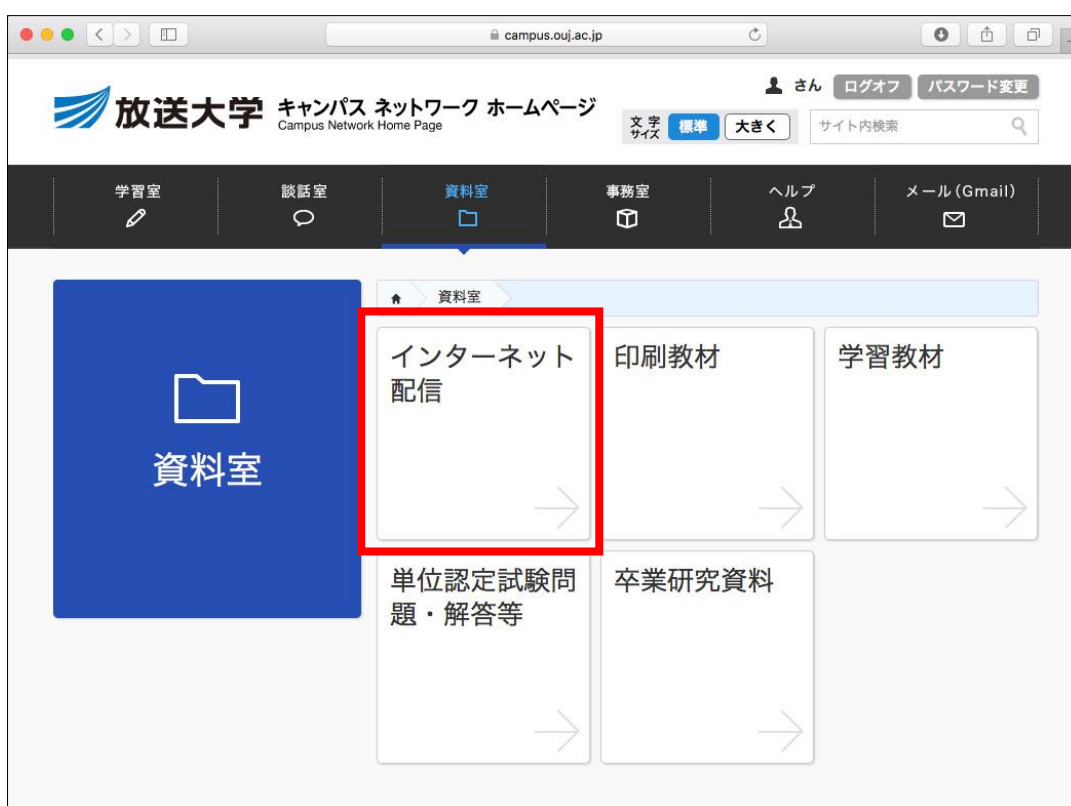 campus.ouj.ac.jp
さん ログオフ パスワード変更
放送大学 キャンパス ネットワーク ホームページ
Campus Network Home Page
文字サイズ 標準 大きく サイト内検索
学習室 談話室 資料室 事務室 ヘルプ メール(Gmail)
資料室
資料室
インターネット
配信
印刷教材
学習教材
単位認定試験問
題・解答等
卒業研究資料